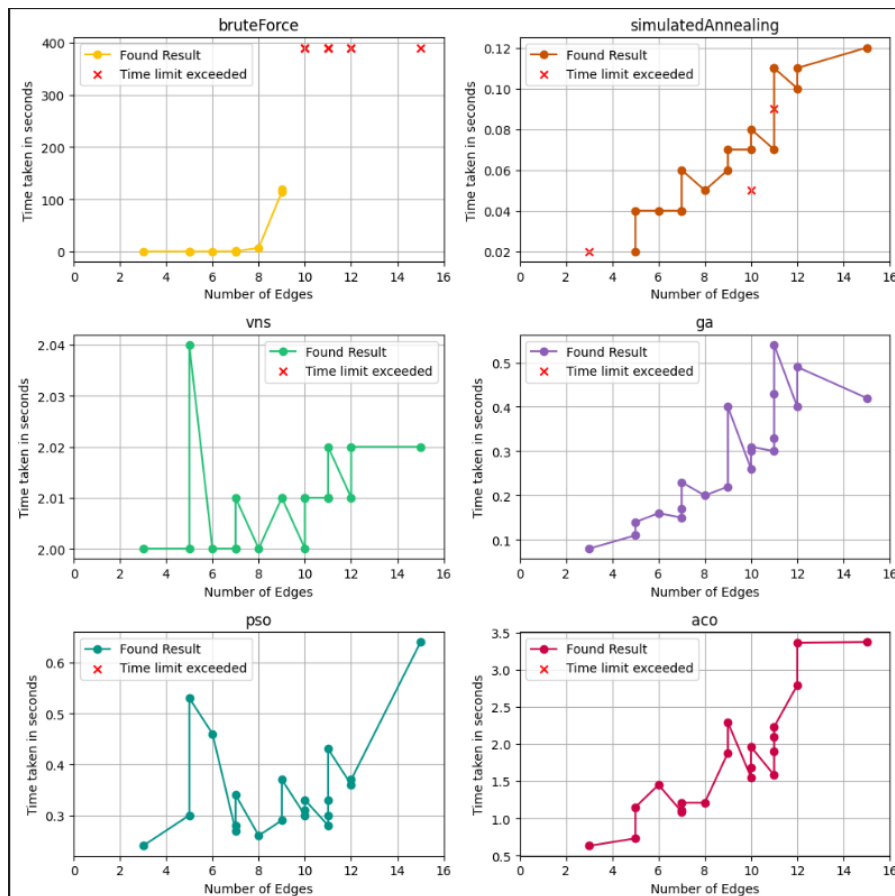 bruteForce
Time taken in seconds
400
300
200
100
0
Found Result
Time limit exceeded
0 2 4 6 8 10 12 14 16
Number of Edges
simulatedAnnealing
Time taken in seconds
0.12
0.10
0.08
0.06
0.04
0.02
Found Result
Time limit exceeded
0 2 4 6 8 10 12 14 16
Number of Edges
vns
Time taken in seconds
2.04
2.03
2.02
2.01
2.00
Found Result
Time limit exceeded
0 2 4 6 8 10 12 14 16
Number of Edges
ga
Time taken in seconds
0.5
0.4
0.3
0.2
0.1
Found Result
Time limit exceeded
0 2 4 6 8 10 12 14 16
Number of Edges
pso
Time taken in seconds
0.6
0.5
0.4
0.3
Found Result
Time limit exceeded
0 2 4 6 8 10 12 14 16
Number of Edges
aco
Time taken in seconds
3.5
3.0
2.5
2.0
1.5
1.0
0.5
Found Result
Time limit exceeded
0 2 4 6 8 10 12 14 16
Number of Edges